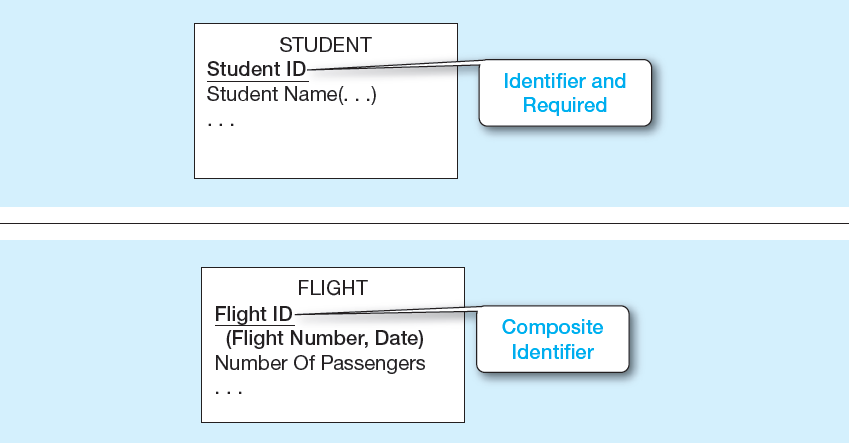 STUDENT
Student ID
Student Name(. . .)
. . .
Identifier and
Required
FLIGHT
Flight ID
(Flight Number, Date)
Number Of Passengers
. . .
Composite
Identifier